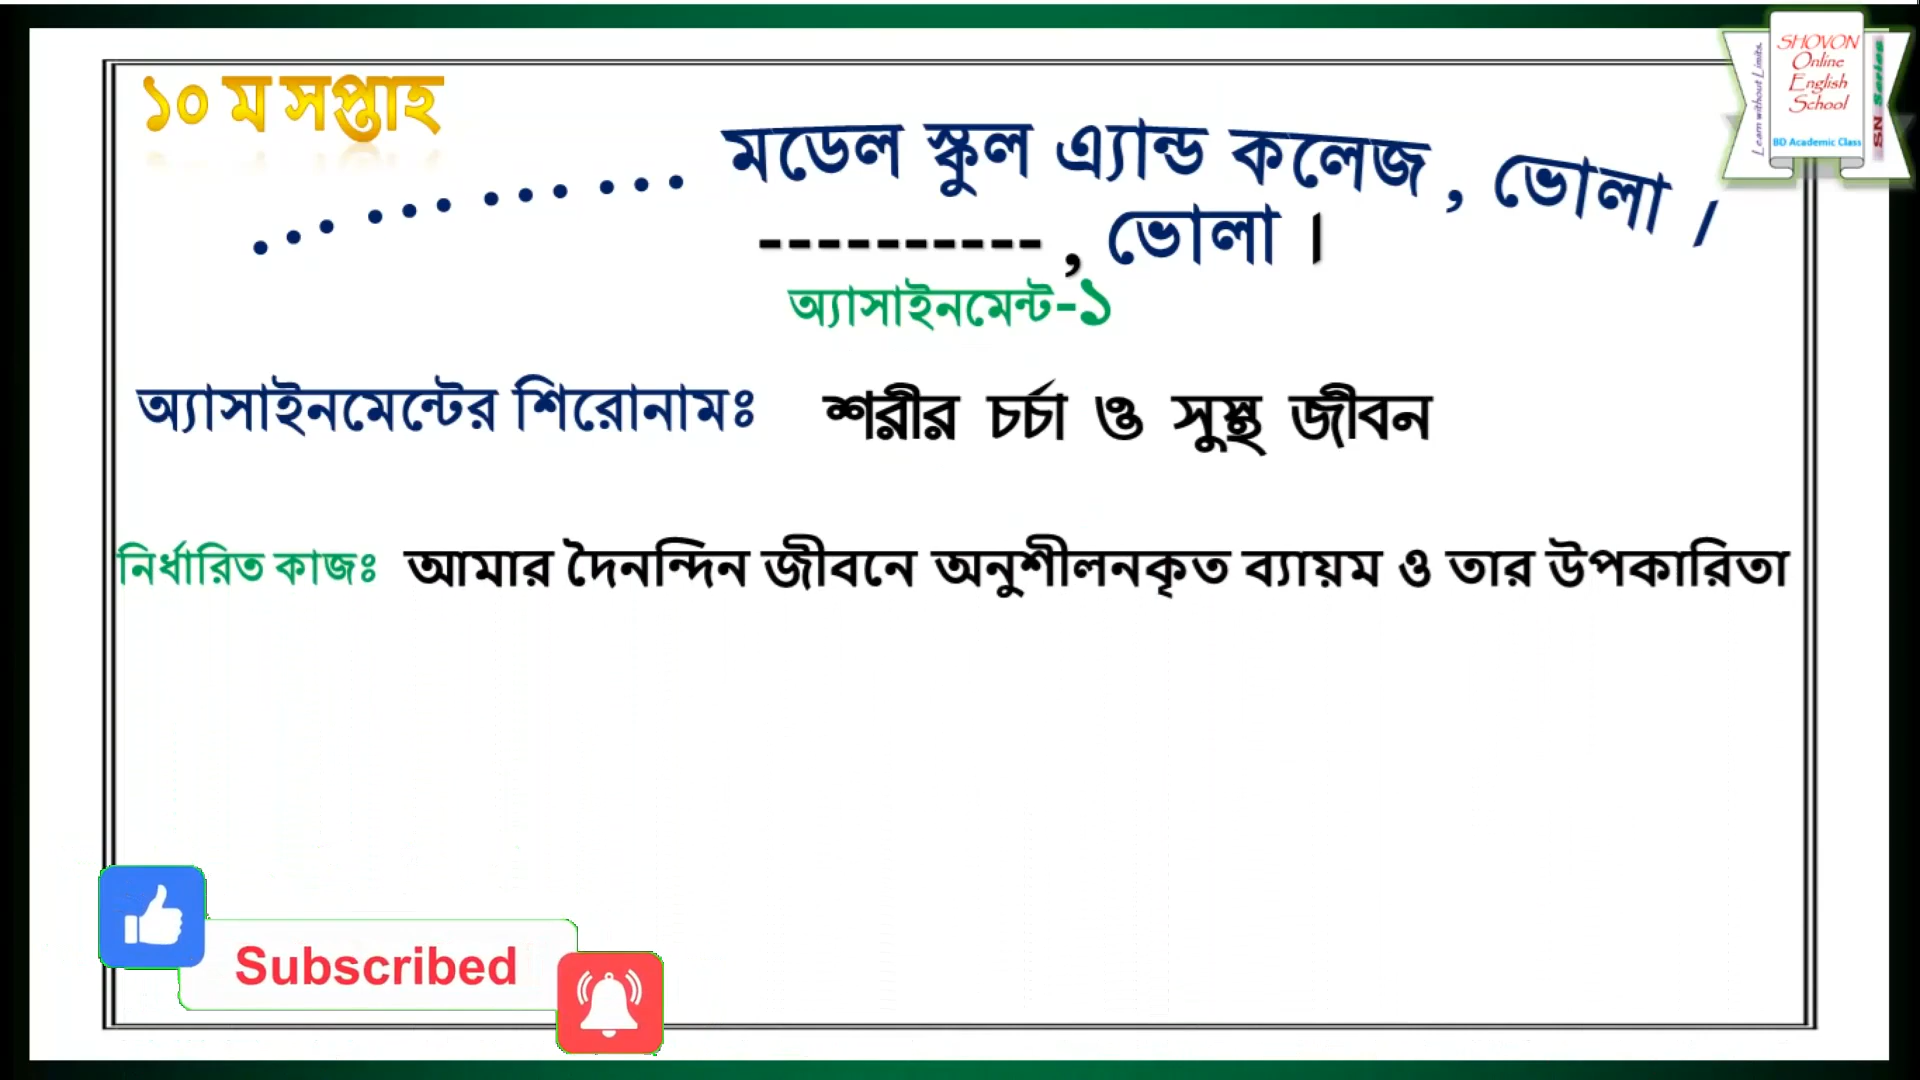 ১০ ম সপ্তাহ
............ মডেল স্কুল এ্যান্ড কলেজ , ভোলা ।
---------- , ভোলা ।
অ্যাসাইনমেন্ট-১
অ্যাসাইনমেন্টের শিরোনামঃ শরীর চর্চা ও সুস্থ জীবন
নির্ধারিত কাজঃ আমার দৈনন্দিন জীবনে অনুশীলনকৃত ব্যায়ম ও তার উপকারিতা
Subscribed
Learn without Limits.
SHOVON
Online
English
School
BD Academic Class
SN Series